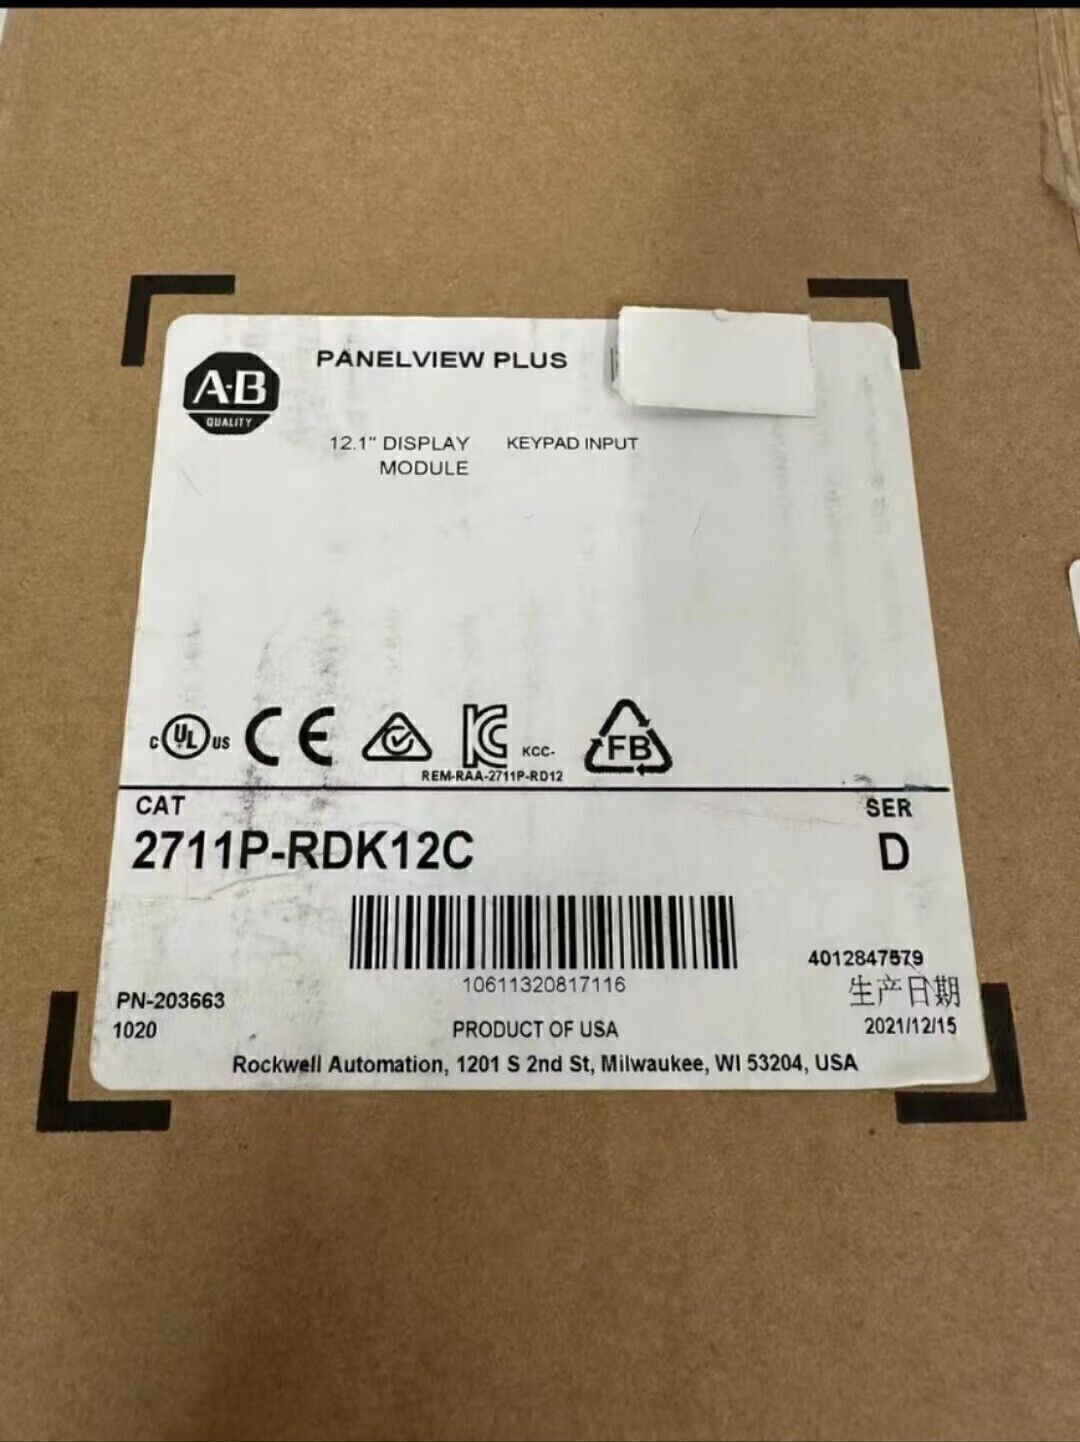 A-B
QUALITY
PANELVIEW PLUS
12.1" DISPLAY MODULE
KEYPAD INPUT
C UL US CE KC KCC-
REM-RAA-2711P-RD12
FB
CAT
2711P-RDK12C
SER
D
10611320817116
4012847579
生产日期
2021/12/15
PN-203663
1020
PRODUCT OF USA
Rockwell Automation, 1201 S 2nd St, Milwaukee, WI 53204, USA